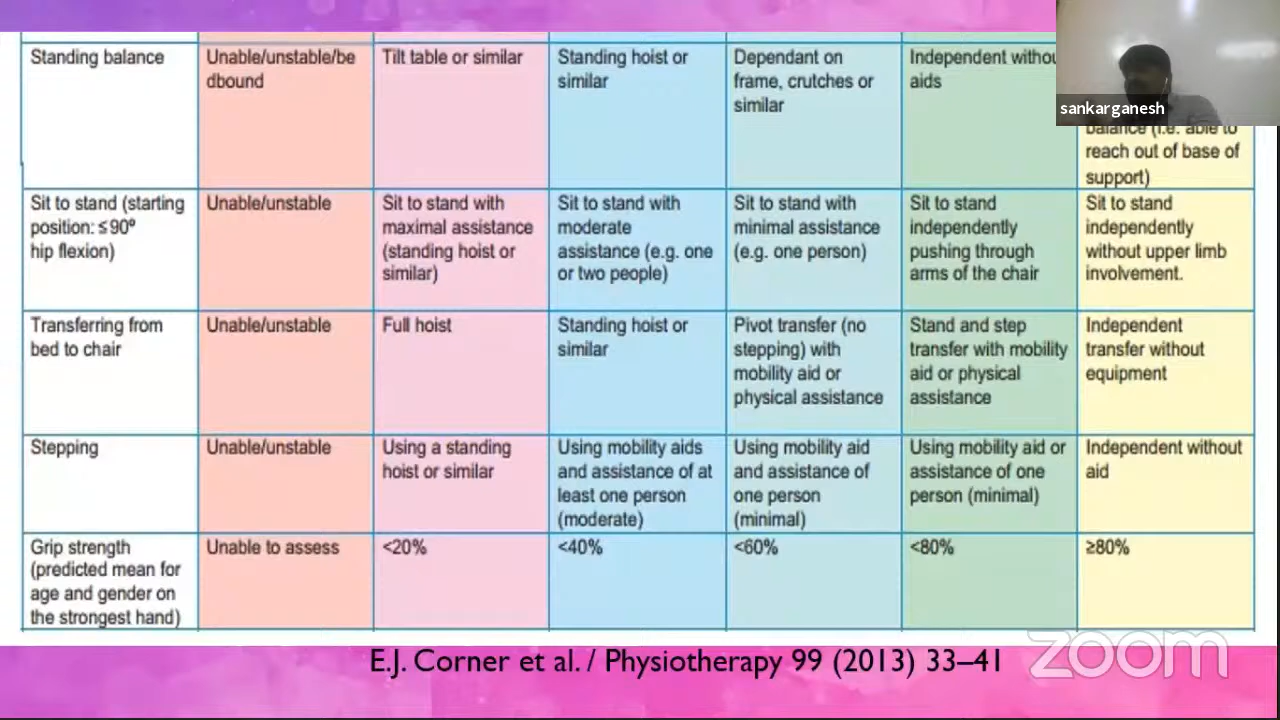 Standing balance
Unable/unstable/be
dbound
Tilt table or similar
Standing hoist or
similar
Dependant on
frame, crutches or
similar
Independent withou
aids
balance (i.e. able to
reach out of base of
support)
sankarganesh
Sit to stand (starting
position: ≤90º
hip flexion)
Unable/unstable
Sit to stand with
maximal assistance
(standing hoist or
similar)
Sit to stand with
moderate
assistance (e.g. one
or two people)
Sit to stand with
minimal assistance
(e.g. one person)
Sit to stand
independently
pushing through
arms of the chair
Sit to stand
independently
without upper limb
involvement.
Transferring from
bed to chair
Unable/unstable
Full hoist
Standing hoist or
similar
Pivot transfer (no
stepping) with
mobility aid or
physical assistance
Stand and step
transfer with mobility
aid or physical
assistance
Independent
transfer without
equipment
Stepping
Unable/unstable
Using a standing
hoist or similar
Using mobility aids
and assistance of at
least one person
(moderate)
Using mobility aid
and assistance of
one person
(minimal)
Using mobility aid or
assistance of one
person (minimal)
Independent without
aid
Grip strength
(predicted mean for
age and gender on
the strongest hand)
Unable to assess
<20%
<40%
<60%
<80%
≥80%
E.J. Corner et al. / Physiotherapy 99 (2013) 33–41
zoom